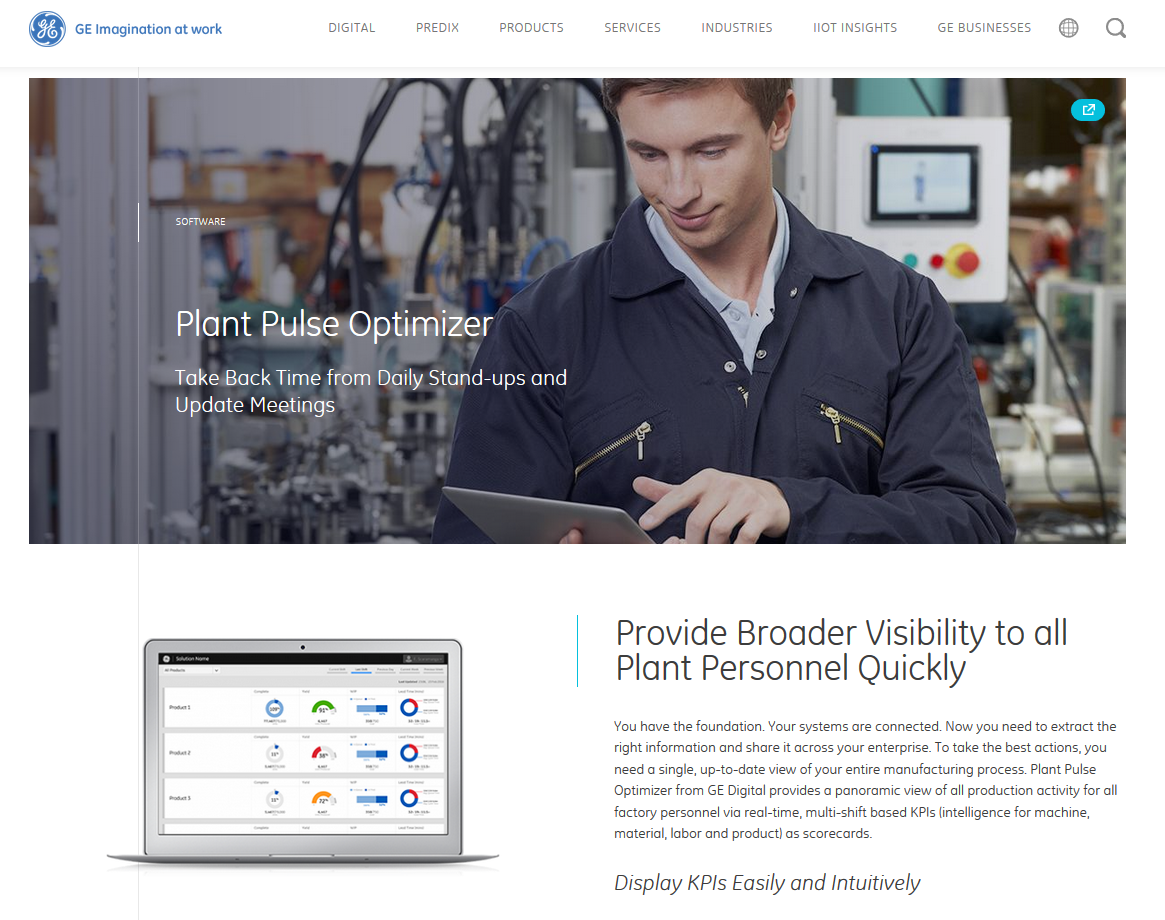 GE Imagination at work
DIGITAL
PREDIX
PRODUCTS
SERVICES
INDUSTRIES
IIOT INSIGHTS
GE BUSINESSES
SOFTWARE
Plant Pulse Optimizer
Take Back Time from Daily Stand-ups and
Update Meetings
Provide Broader Visibility to all
Plant Personnel Quickly
You have the foundation. Your systems are connected. Now you need to extract the
right information and share it across your enterprise. To take the best actions, you
need a single, up-to-date view of your entire manufacturing process. Plant Pulse
Optimizer from GE Digital provides a panoramic view of all production activity for all
factory personnel via real-time, multi-shift based KPIs (intelligence for machine,
material, labor and product) as scorecards.
Display KPIs Easily and Intuitively
Solution Name
All Products
Product 1
Product 2
Product 3